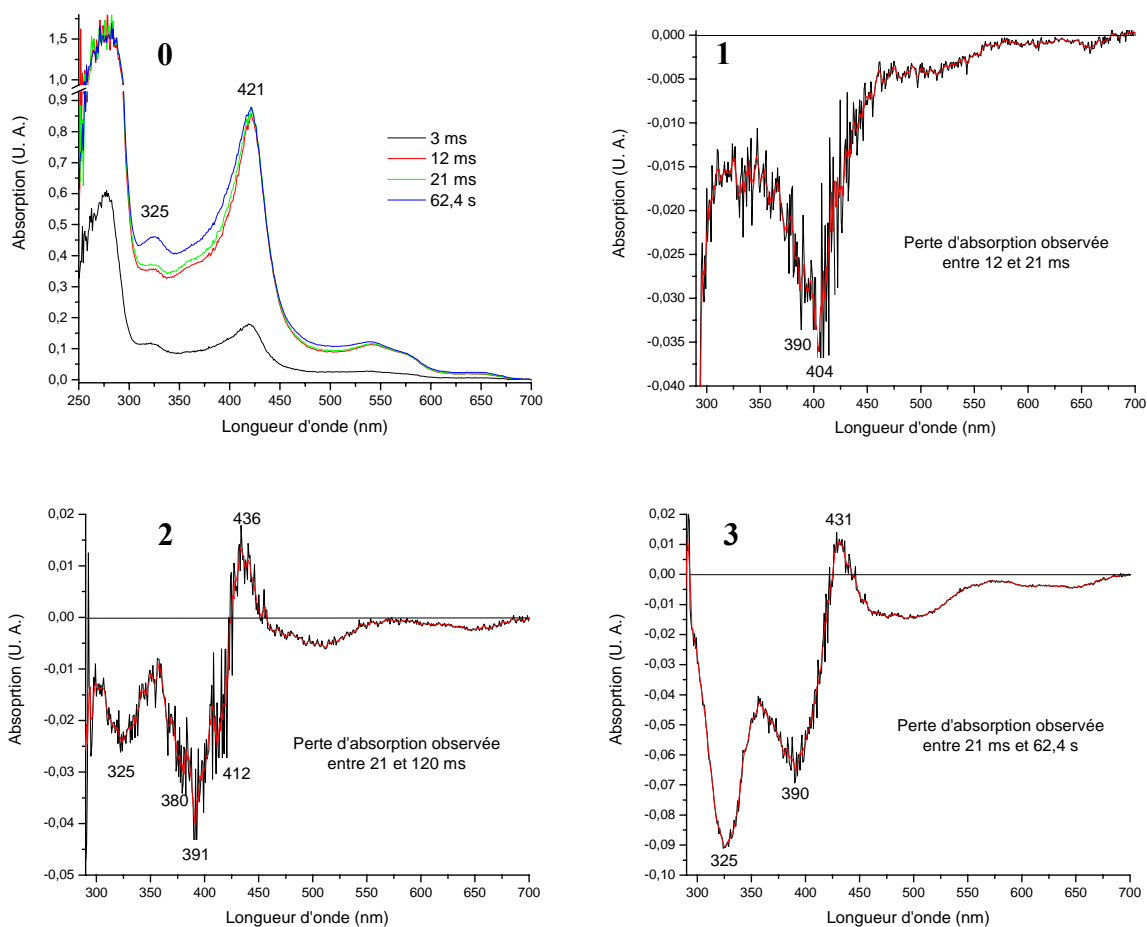 0
421
325
3 ms
12 ms
21 ms
62,4 s
1,5
1,0
0,9
0,8
0,7
0,6
0,5
0,4
0,3
0,2
0,1
0,0
Absorption (U. A.)
250 300 350 400 450 500 550 600 650 700
Longueur d'onde (nm)
1
0,000
-0,005
-0,010
-0,015
-0,020
-0,025
-0,030
-0,035
-0,040
Absorption (U. A.)
Perte d'absorption observée
entre 12 et 21 ms
390
404
300 350 400 450 500 550 600 650 700
Longueur d'onde (nm)
2
436
0,02
0,01
0,00
-0,01
-0,02
-0,03
-0,04
-0,05
Absoprtion (U. A.)
325
380
391
412
Perte d'absorption observée
entre 21 et 120 ms
300 350 400 450 500 550 600 650 700
Longueur d'onde (nm)
3
431
0,02
0,01
0,00
-0,01
-0,02
-0,03
-0,04
-0,05
-0,06
-0,07
-0,08
-0,09
-0,10
Absoprtion (U. A.)
390
325
Perte d'absorption observée
entre 21 ms et 62,4 s
300 350 400 450 500 550 600 650 700
Longueur d'onde (nm)